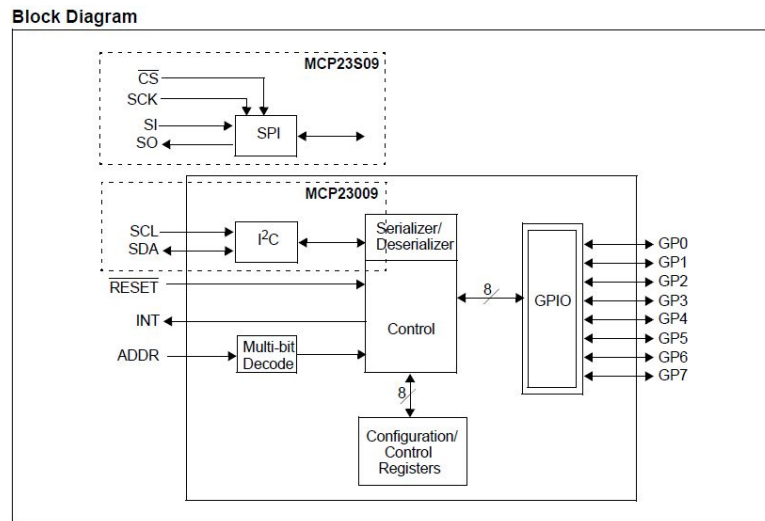 Block Diagram
MCP23S09
CS
SCK
SI
SO
SPI
MCP23009
SCL
SDA
I²C
Serializer/
Deserializer
RESET
INT
ADDR
Multi-bit
Decode
Control
8
GPIO
GP0
GP1
GP2
GP3
GP4
GP5
GP6
GP7
8
Configuration/
Control
Registers